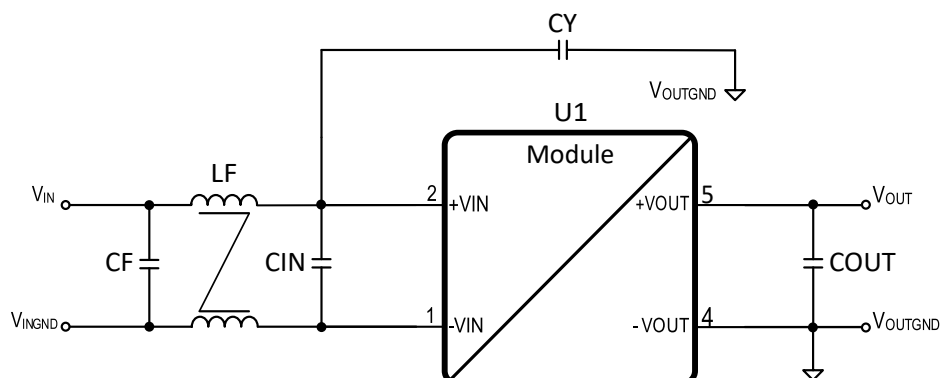 CY
VOUTGND
U1
Module
LF
VIN
2
+VIN
+VOUT
5
VOUT
CF
CIN
COUT
VINGND
1
-VIN
-VOUT
4
VOUTGND